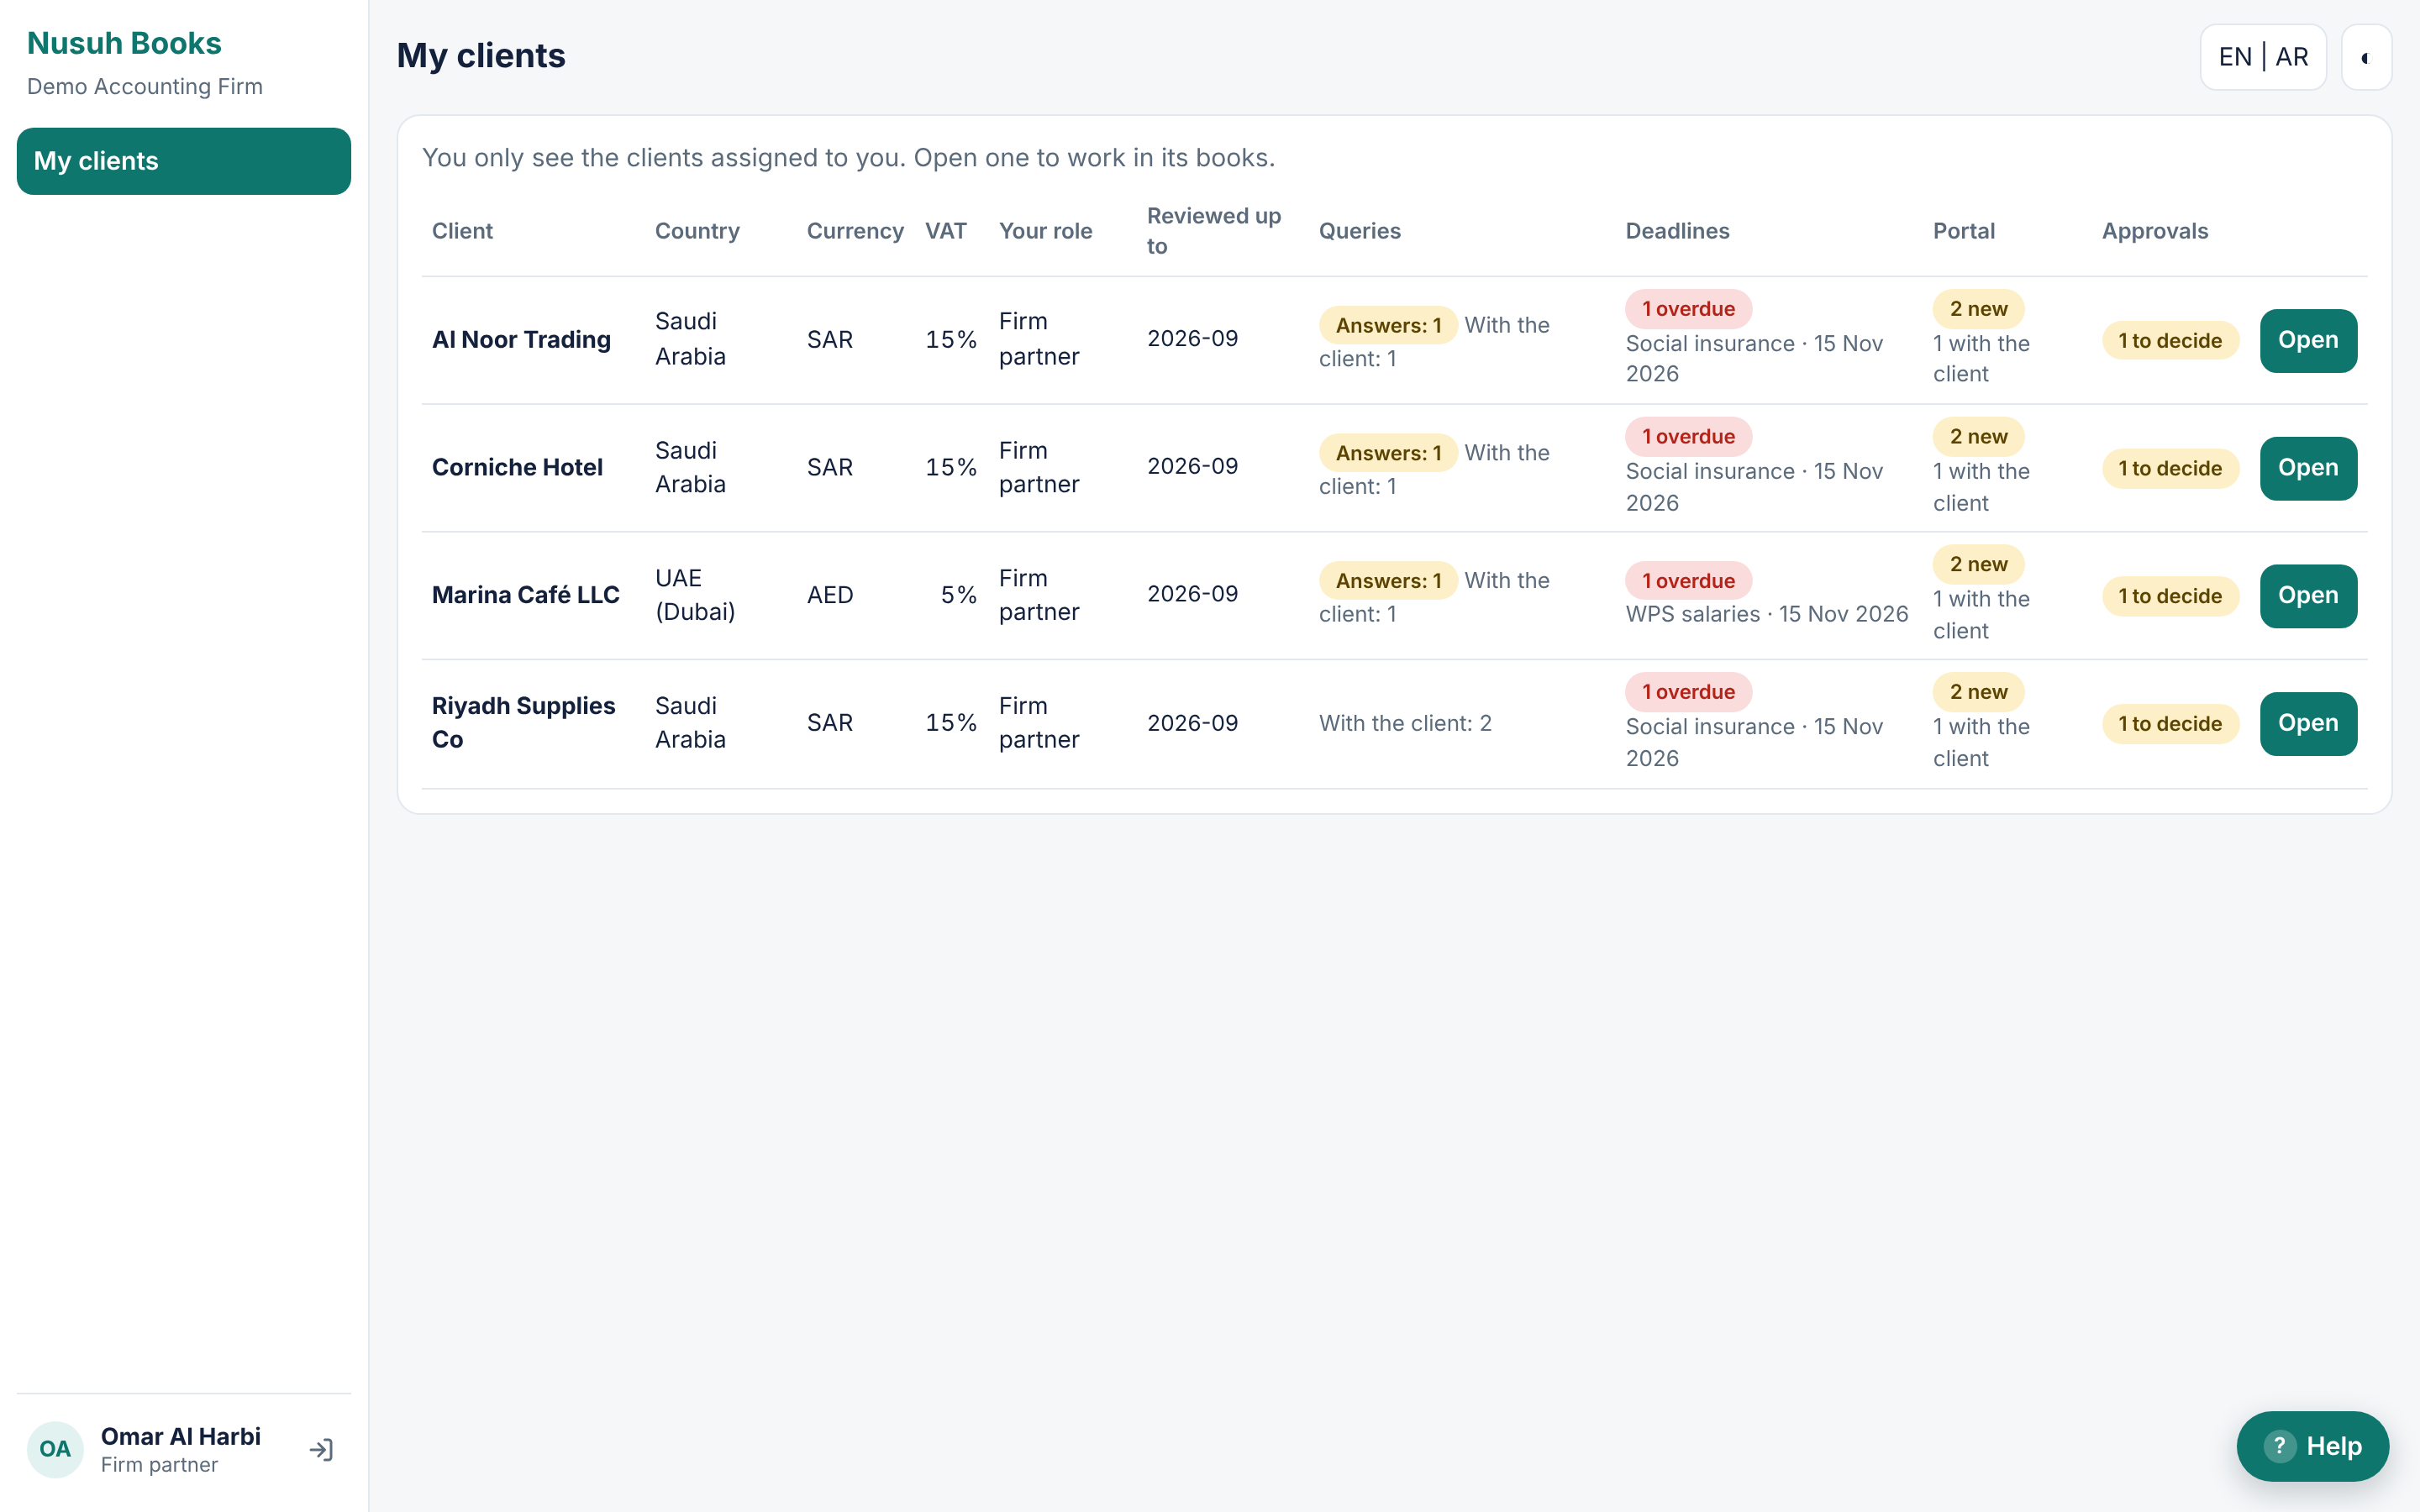 Nusuh Books
Demo Accounting Firm
My clients
My clients
EN | AR
You only see the clients assigned to you. Open one to work in its books.
Client Country Currency VAT Your role Reviewed up to Queries Deadlines Portal Approvals
Al Noor Trading
Saudi
Arabia
SAR
15%
Firm
partner
2026-09
Answers: 1 With the
client: 1
1 overdue
Social insurance · 15 Nov
2026
2 new
1 with the
client
1 to decide
Open
Corniche Hotel
Saudi
Arabia
SAR
15%
Firm
partner
2026-09
Answers: 1 With the
client: 1
1 overdue
Social insurance · 15 Nov
2026
2 new
1 with the
client
1 to decide
Open
Marina Café LLC
UAE
(Dubai)
AED
5%
Firm
partner
2026-09
Answers: 1 With the
client: 1
1 overdue
WPS salaries · 15 Nov 2026
2 new
1 with the
client
1 to decide
Open
Riyadh Supplies
Co
Saudi
Arabia
SAR
15%
Firm
partner
2026-09
With the client: 2
1 overdue
Social insurance · 15 Nov
2026
2 new
1 with the
client
1 to decide
Open
OA
Omar Al Harbi
Firm partner
? Help